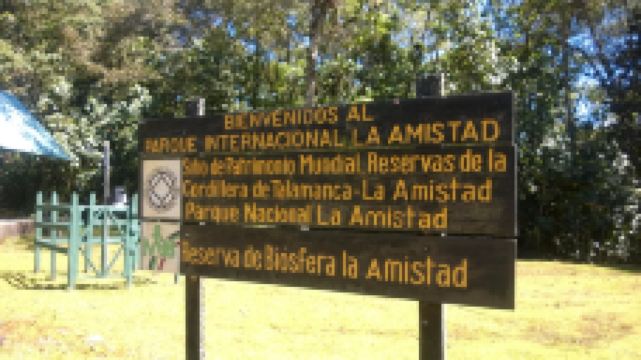 Bienvenidos al
Parque Internacional La Amistad
Sitio de Patrimonio Mundial Reservas de la
Cordillera de Talamanca-La Amistad
Parque Nacional La Amistad
Reserva de Biosfera la Amistad